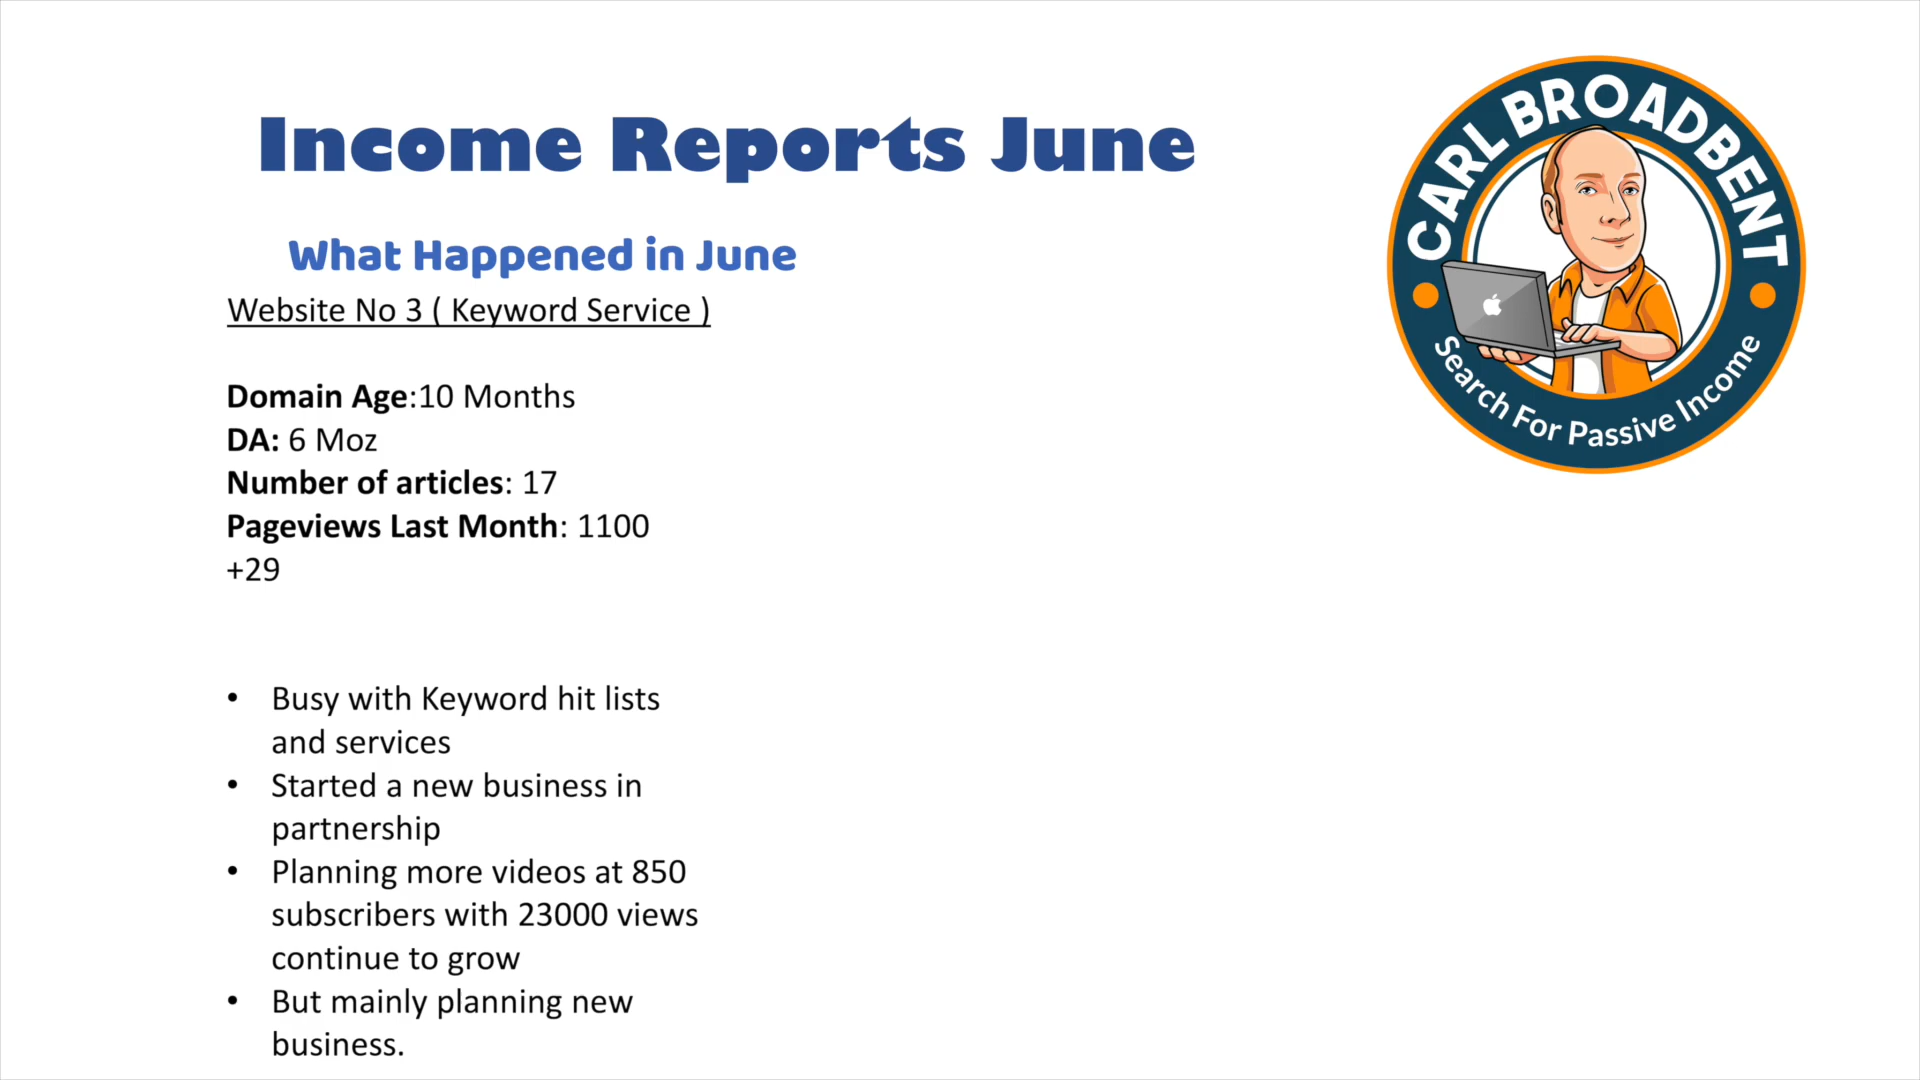 Income Reports June
What Happened in June
Website No 3 ( Keyword Service )
Domain Age:10 Months
DA: 6 Moz
Number of articles: 17
Pageviews Last Month: 1100
+29
• Busy with Keyword hit lists
and services
• Started a new business in
partnership
• Planning more videos at 850
subscribers with 23000 views
continue to grow
• But mainly planning new
business.
CARL BROADBENT
Search For Passive Income